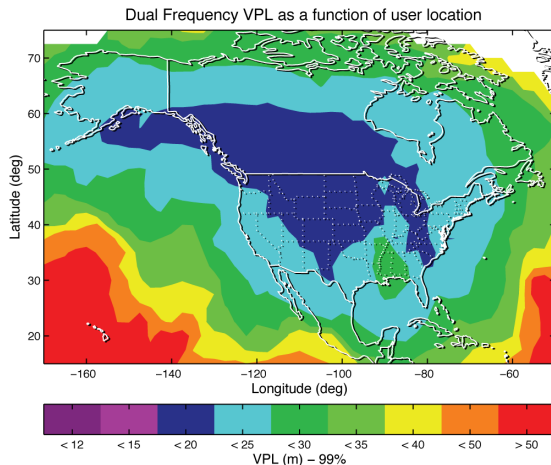 Dual Frequency VPL as a function of user location
Latitude (deg)
70
60
50
40
30
20
−160 −140 −120 −100 −80 −60
Longitude (deg)
< 12 < 15 < 20 < 25 < 30 < 35 < 40 < 50 > 50
VPL (m) − 99%